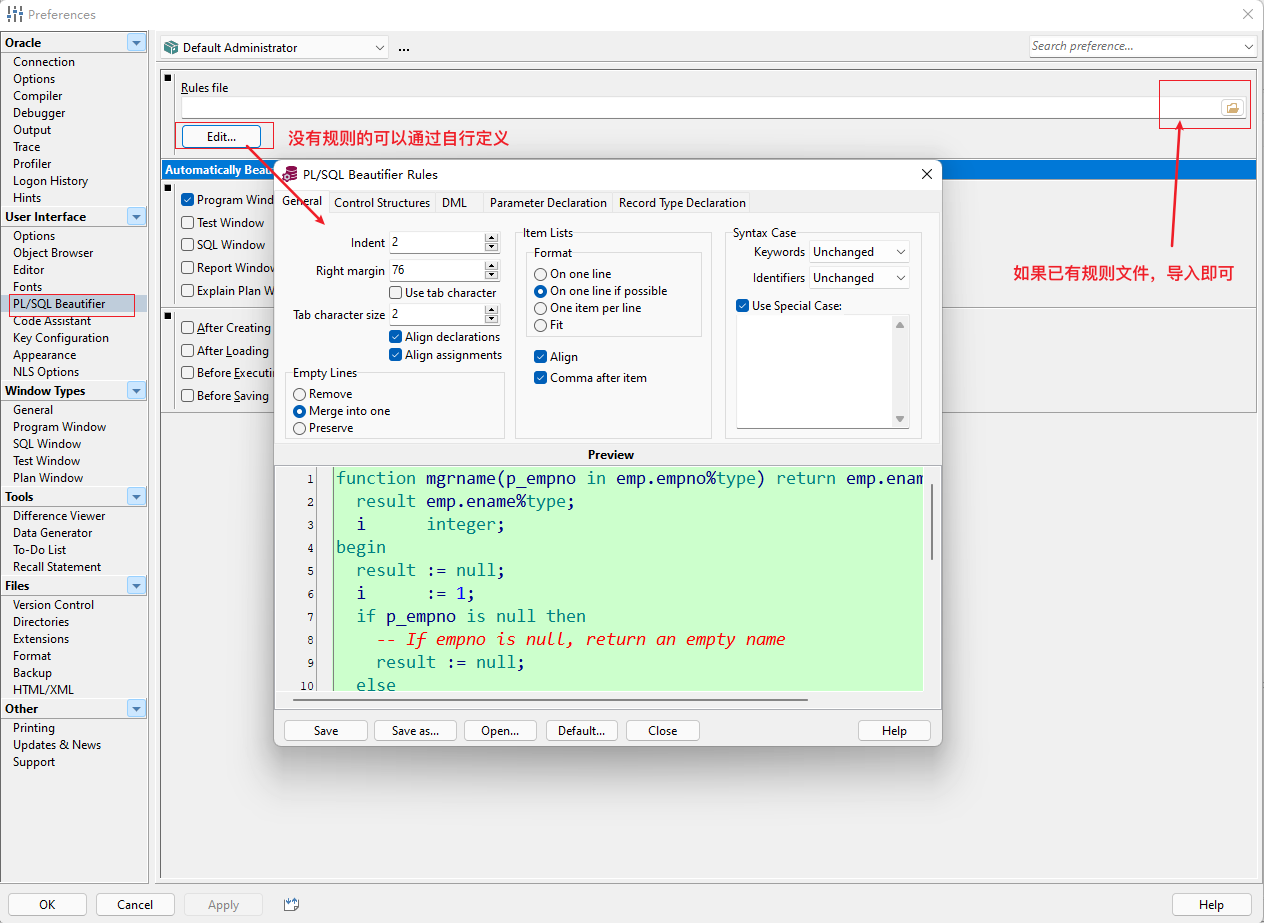 Preferences
Oracle
Connection
Options
Compiler
Debugger
Output
Trace
Profiler
Logon History
Hints
User Interface
Options
Object Browser
Editor
Fonts
PL/SQL Beautifier
Code Assistant
Key Configuration
Appearance
NLS Options
Window Types
General
Program Window
SQL Window
Test Window
Plan Window
Tools
Difference Viewer
Data Generator
To-Do List
Recall Statement
Files
Version Control
Directories
Extensions
Format
Backup
HTML/XML
Other
Printing
Updates & News
Support
Default Administrator
...
Search preference...
Rules file
Edit...
没有规则的可以通过自行定义
如果已有规则文件，导入即可
Automatically Beau
Program Wind
Test Window
SQL Window
Report Window
Explain Plan W
After Creating
After Loading
Before Executi
Before Saving
PL/SQL Beautifier Rules
General
Control Structures
DML
Parameter Declaration
Record Type Declaration
Indent 2
Right margin 76
Use tab character
Tab character size 2
Align declarations
Align assignments
Empty Lines
Remove
Merge into one
Preserve
Item Lists
Format
On one line
On one line if possible
One item per line
Fit
Align
Comma after item
Syntax Case
Keywords Unchanged
Identifiers Unchanged
Use Special Case:
Preview
1 function mgrname(p_empno in emp.empno%type) return emp.enam
2 result emp.ename%type;
3 i integer;
4 begin
5 result := null;
6 i := 1;
7 if p_empno is null then
8 -- If empno is null, return an empty name
9 result := null;
10 else
Save
Save as...
Open...
Default...
Close
Help
OK
Cancel
Apply
Help